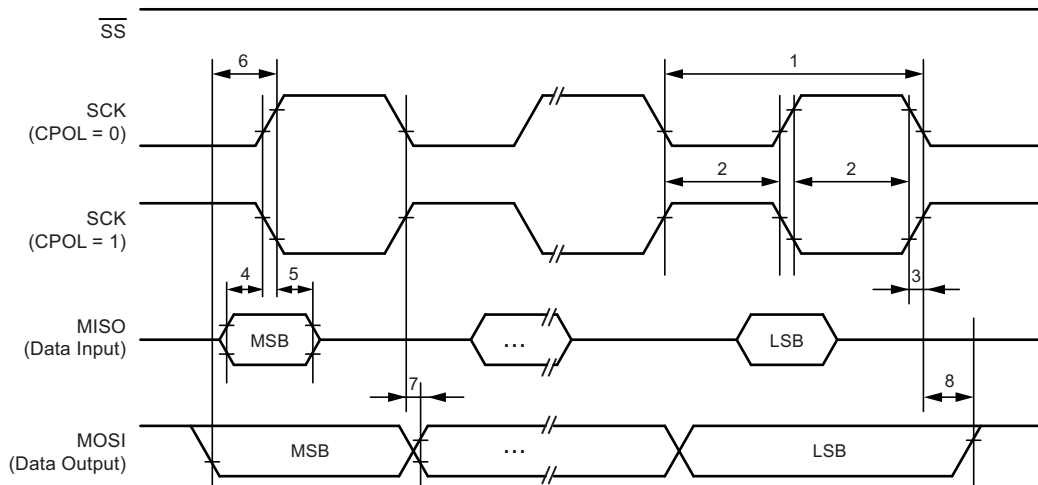 SS
6
1
SCK
(CPOL = 0)
2
2
SCK
(CPOL = 1)
4
5
3
MISO
(Data Input)
MSB
...
LSB
7
8
MOSI
(Data Output)
MSB
...
LSB